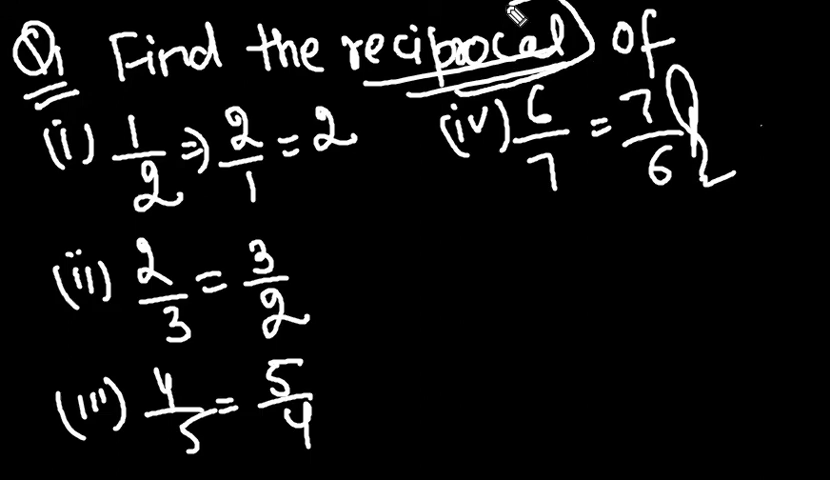 Q1 Find the reciprocal of
(i) 1/2 ⇒ 2/1 = 2
(ii) 2/3 = 3/2
(iii) 4/5 = 5/4
(iv) 6/7 = 7/6